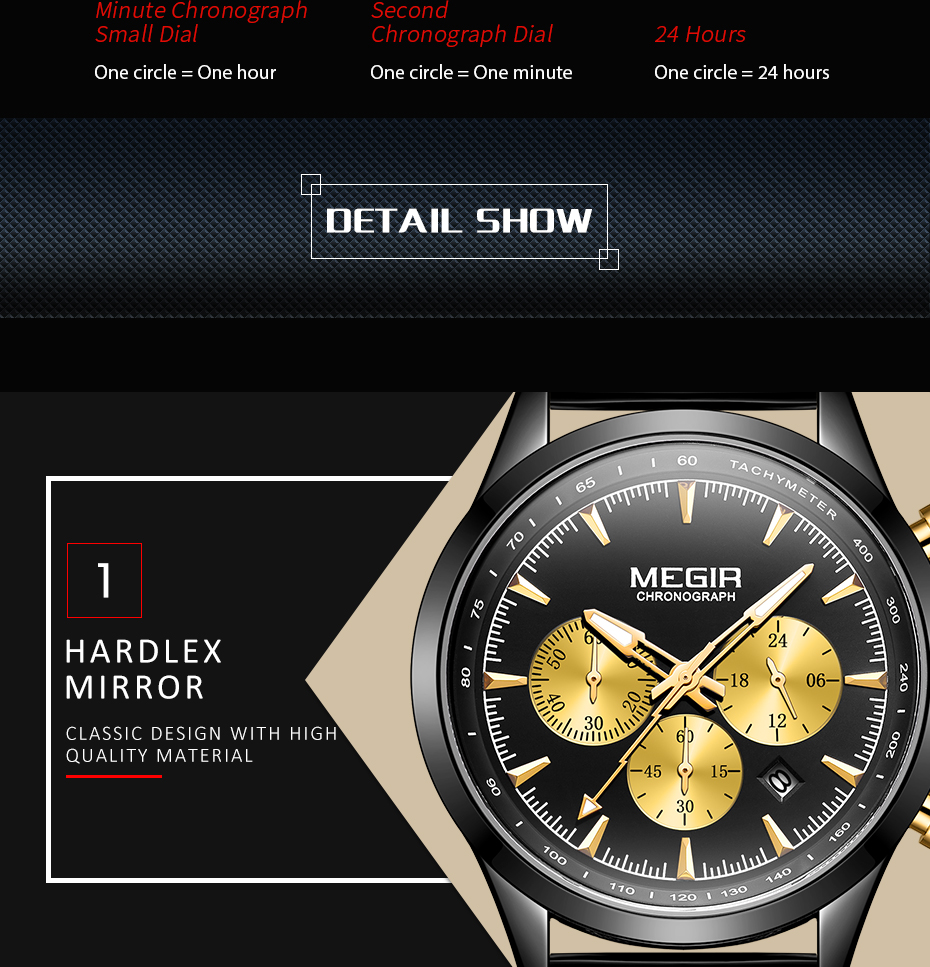 Minute Chronograph
Small Dial
One circle = One hour
Second
Chronograph Dial
One circle = One minute
24 Hours
One circle = 24 hours
DETAIL SHOW
1
HARDLEX
MIRROR
CLASSIC DESIGN WITH HIGH
QUALITY MATERIAL
60
TACHYMETER
400
300
240
200
160
140
130
120
110
100
90
80
75
70
65
MEGIR
CHRONOGRAPH
60
50
40
30
20
24
18
06
12
60
45
15
30
8